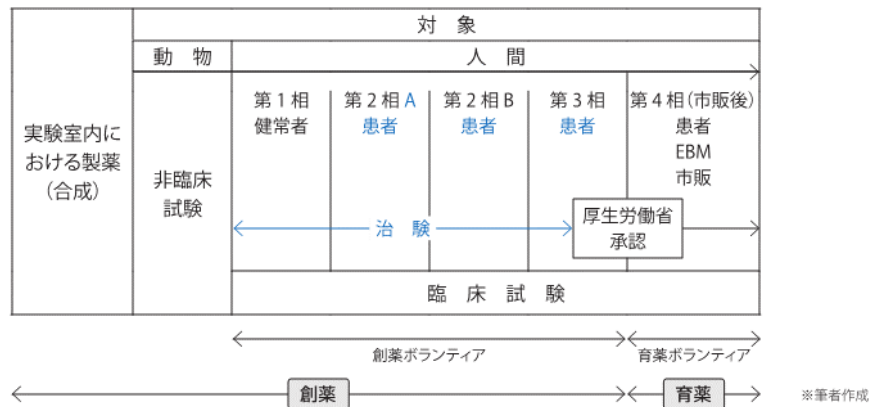 対 象
動 物
人 間
実験室内に
おける製薬
(合成)
非臨床
試験
第1相
健常者
第2相A
患者
第2相B
患者
第3相
患者
第4相(市販後)
患者
EBM
市販
治 験
厚生労働省
承認
臨 床 試 験
創薬ボランティア
育薬ボランティア
創薬
育薬
※筆者作成